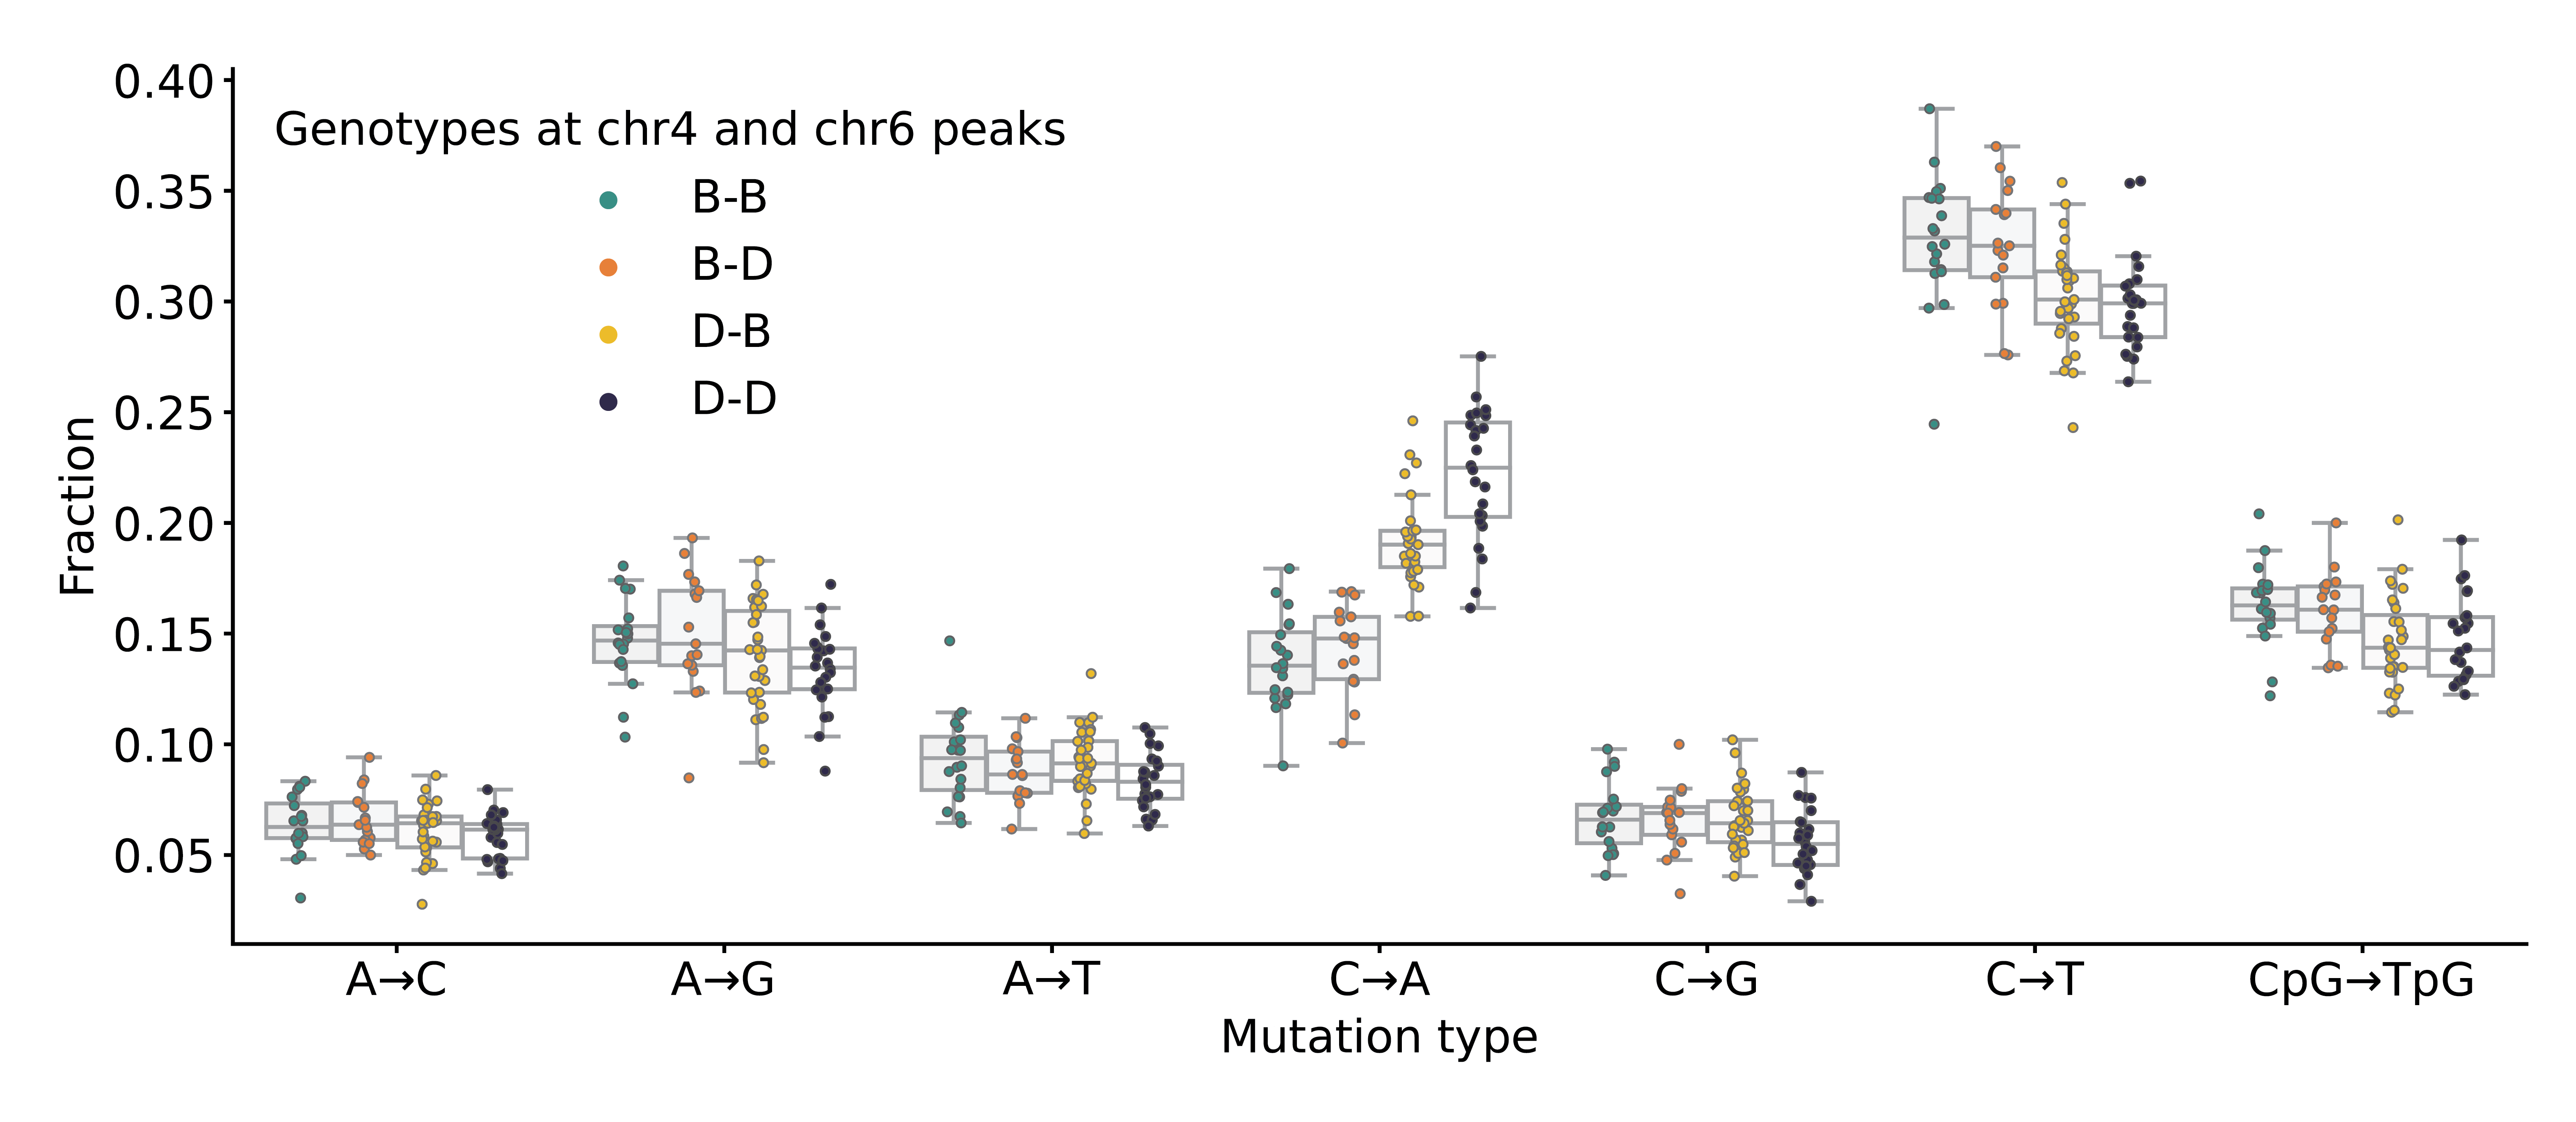 0.40
0.35
0.30
0.25
0.20
0.15
0.10
0.05
Fraction
Genotypes at chr4 and chr6 peaks
B-B
B-D
D-B
D-D
A→C A→G A→T C→A C→G C→T CpG→TpG
Mutation type